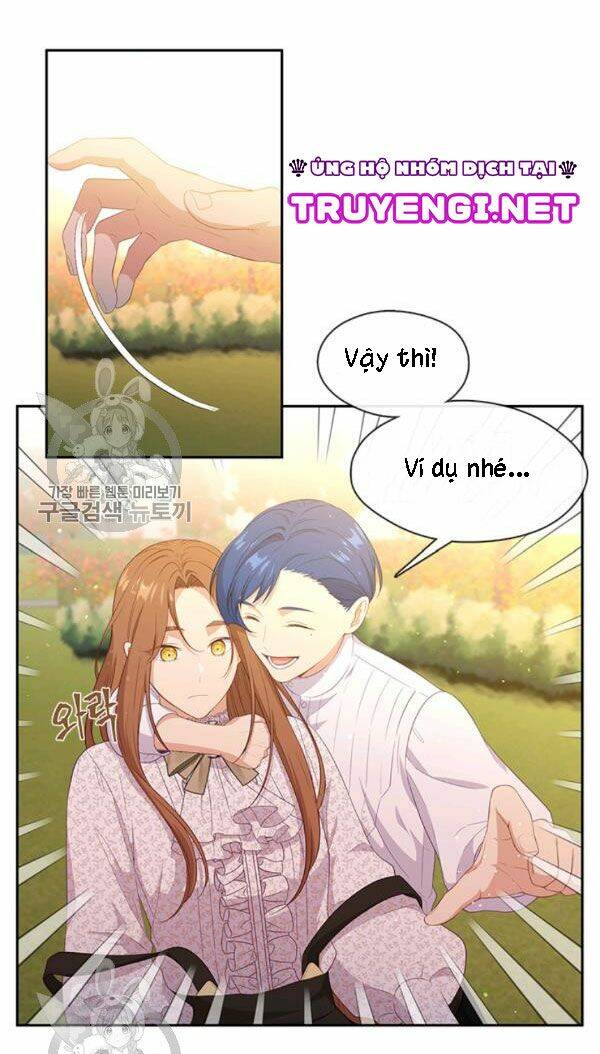 ỦNG HỘ NHÓM DỊCH TẠI
TRUYENGI.NET
Vậy thì!
Ví dụ nhé...
가장 빠른 웹툰 미리보기
구글검색 뉴토끼
와락